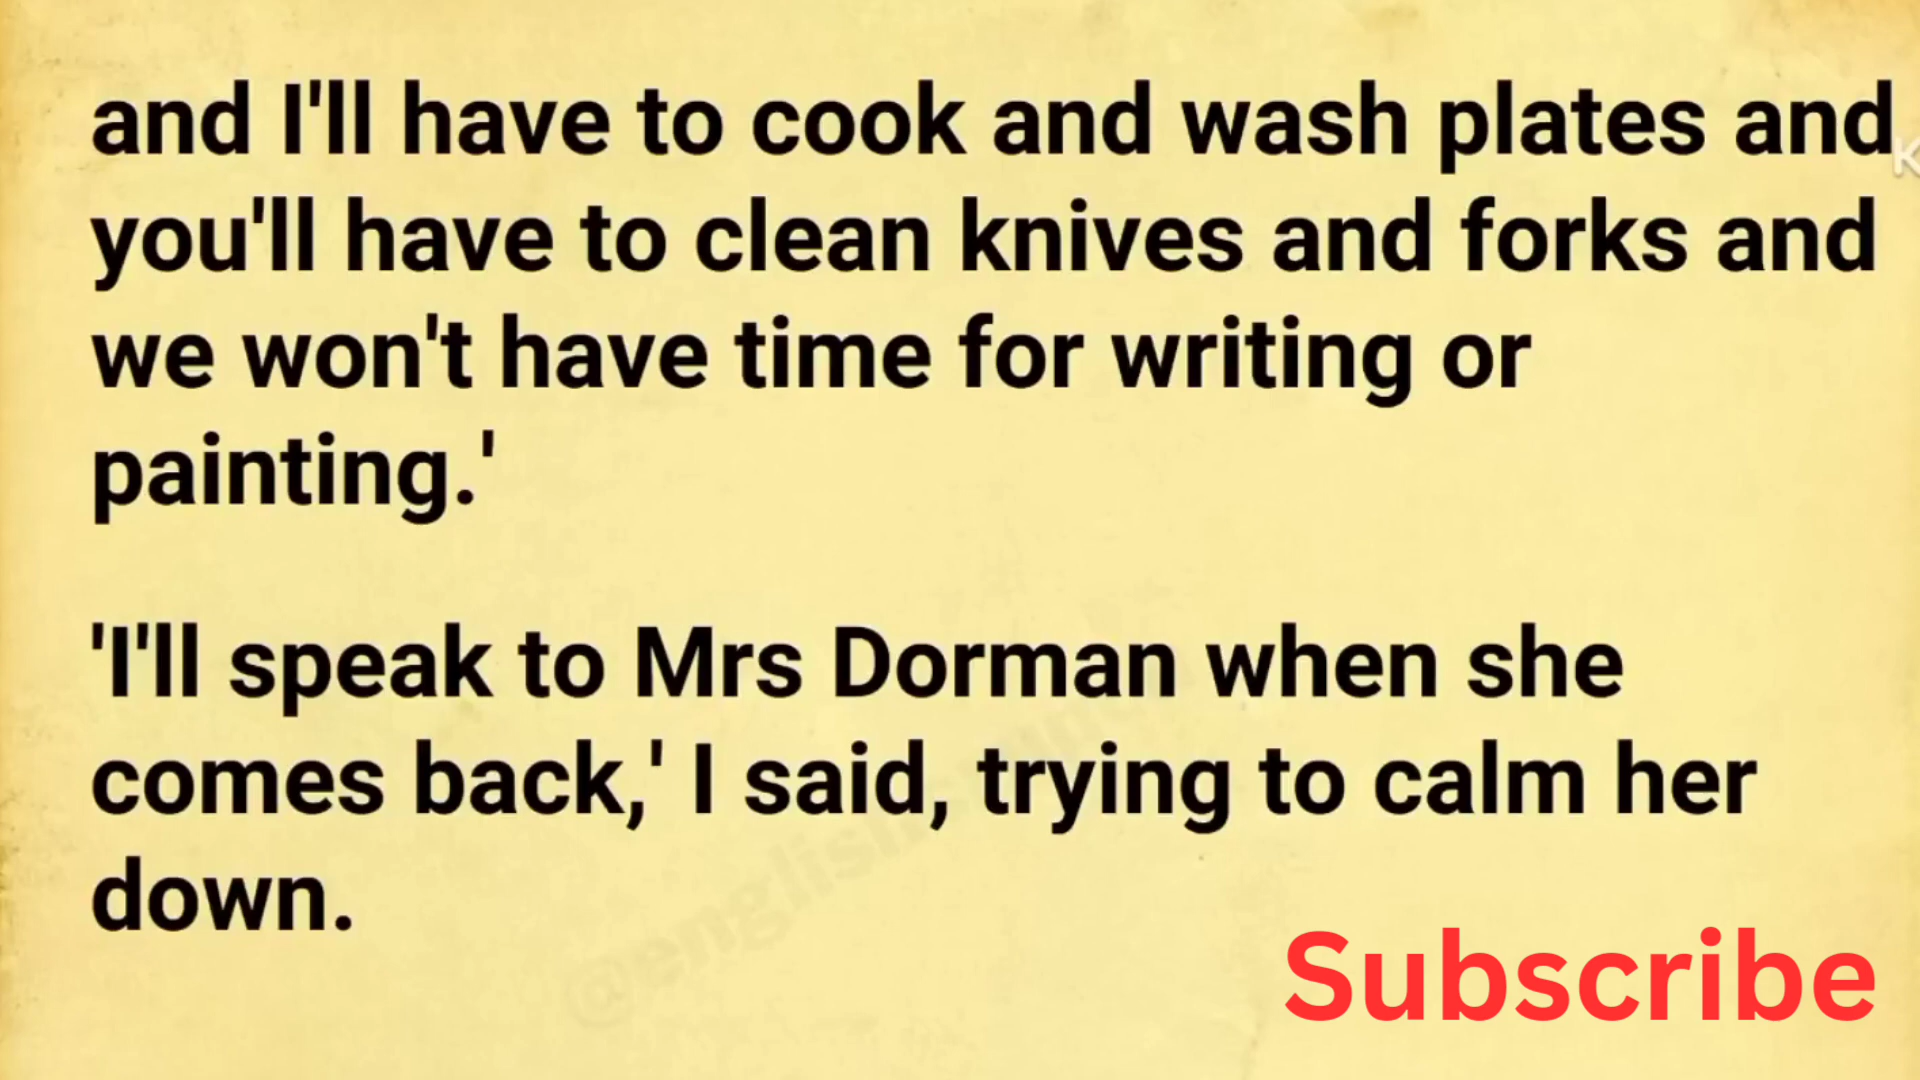 and I'll have to cook and wash plates and
you'll have to clean knives and forks and
we won't have time for writing or
painting.'
'I'll speak to Mrs Dorman when she
comes back,' I said, trying to calm her
down.
Subscribe